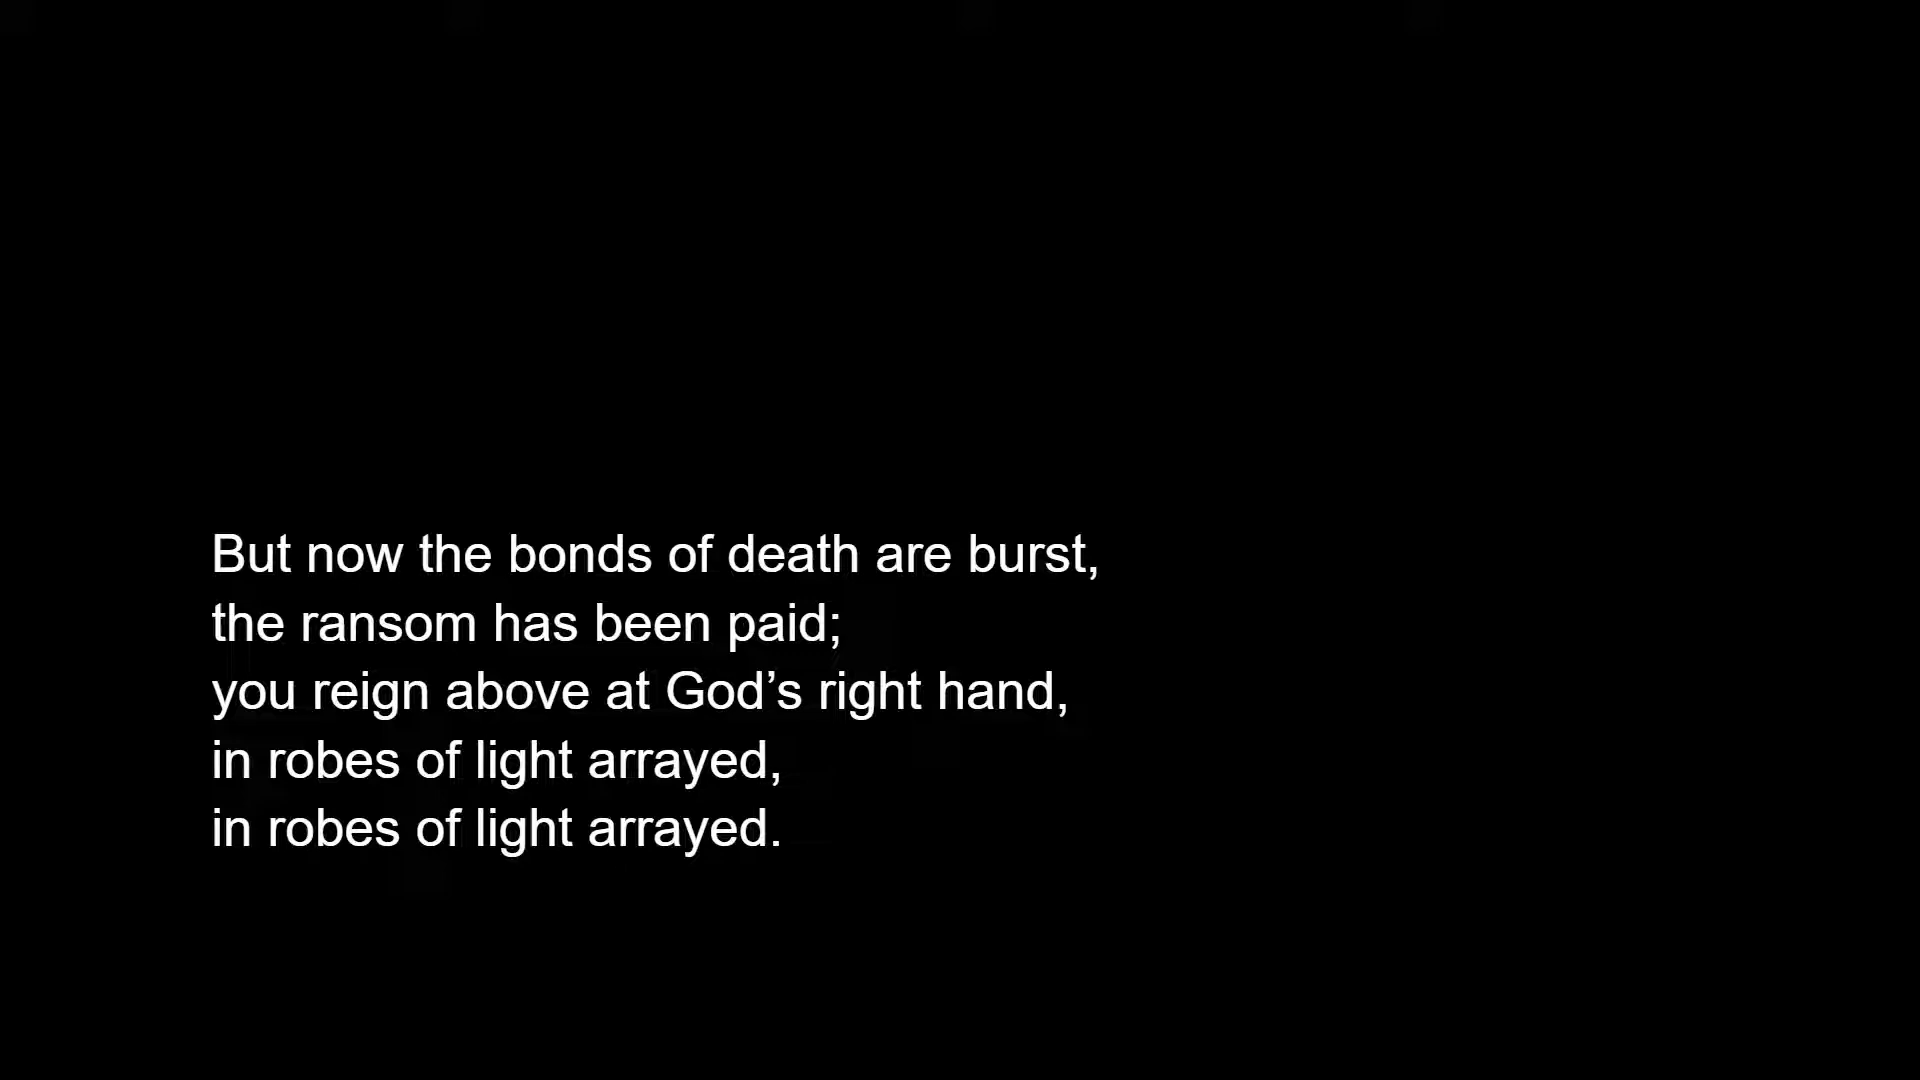 But now the bonds of death are burst,
the ransom has been paid;
you reign above at God’s right hand,
in robes of light arrayed,
in robes of light arrayed.